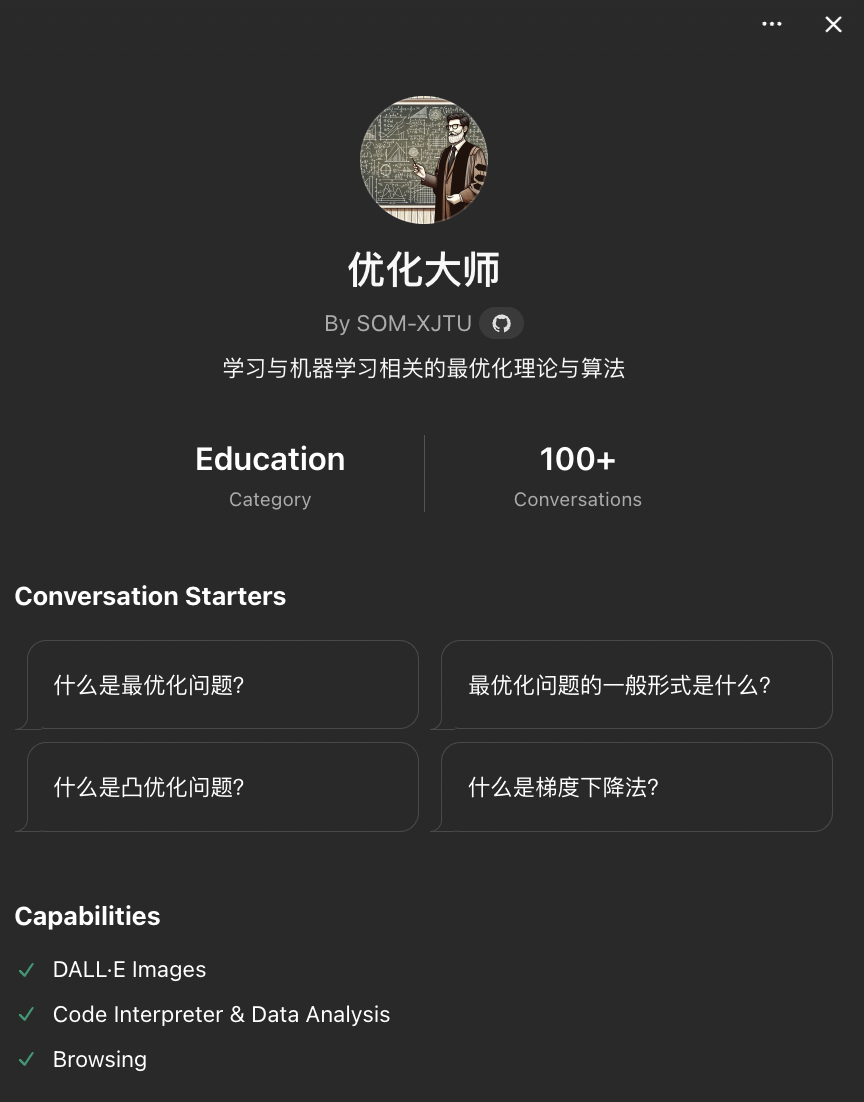 优化大师
By SOM-XJTU
学习与机器学习相关的最优化理论与算法
Education
Category
100+
Conversations
Conversation Starters
什么是最优化问题?
最优化问题的一般形式是什么?
什么是凸优化问题?
什么是梯度下降法?
Capabilities
DALL·E Images
Code Interpreter & Data Analysis
Browsing